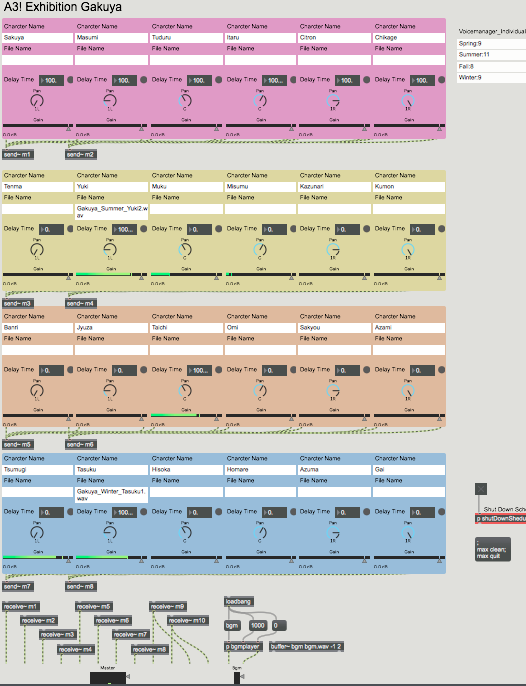 A3! Exhibition Gakuya
Voicemanager_Individual
Spring:9
Summer:11
Fall:8
Winter:9
Charcter Name Charcter Name Charcter Name Charcter Name Charcter Name Charcter Name
Sakuya Masumi Tuduru Itaru Citron Chikage
File Name File Name File Name File Name File Name File Name
Delay Time 100. Delay Time 100. Delay Time 100. Delay Time 100... Delay Time 100. Delay Time 100.
Pan Pan Pan Pan Pan Pan
1L 1L C C 1R 1R
Gain Gain Gain Gain Gain Gain
0.0 dB 0.0 dB 0.0 dB 0.0 dB 0.0 dB 0.0 dB
send~ m1 send~ m2
Charcter Name Charcter Name Charcter Name Charcter Name Charcter Name Charcter Name
Tenma Yuki Muku Misumu Kazunari Kumon
File Name File Name File Name File Name File Name File Name
Gakuya_Summer_Yuki2.w
av
Delay Time 0. Delay Time 100... Delay Time 0. Delay Time 0. Delay Time 0. Delay Time 0.
Pan Pan Pan Pan Pan Pan
1L 1L C C 1R 1R
Gain Gain Gain Gain Gain Gain
0.0 dB 0.0 dB 0.0 dB 0.0 dB 0.0 dB 0.0 dB
send~ m3 send~ m4
Charcter Name Charcter Name Charcter Name Charcter Name Charcter Name Charcter Name
Banri Jyuza Taichi Omi Sakyou Azami
File Name File Name File Name File Name File Name File Name
Delay Time 0. Delay Time 0. Delay Time 100... Delay Time 0. Delay Time 0. Delay Time 0.
Pan Pan Pan Pan Pan Pan
1L 1L C C 1R 1R
Gain Gain Gain Gain Gain Gain
0.0 dB 0.0 dB 0.0 dB 0.0 dB 0.0 dB 0.0 dB
send~ m5 send~ m6
Charcter Name Charcter Name Charcter Name Charcter Name Charcter Name Charcter Name
Tsumugi Tasuku Hisoka Homare Azuma Gai
File Name File Name File Name File Name File Name File Name
Gakuya_Winter_Tasuku1.
wav
Delay Time 0. Delay Time 100... Delay Time 0. Delay Time 0. Delay Time 0. Delay Time 0.
Pan Pan Pan Pan Pan Pan
1L 1L C C 1R 1R
Gain Gain Gain Gain Gain Gain
0.0 dB 0.0 dB 0.0 dB 0.0 dB 0.0 dB 0.0 dB
send~ m7 send~ m8
Shut Down Sche
p shutDownShedu
;
max clean;
max quit
loadbang
receive~ m1 receive~ m5 receive~ m9
receive~ m2 receive~ m6 receive~ m10
bgm 1000 0
receive~ m3 receive~ m7
receive~ m4 receive~ m8
p bgmplayer buffer~ bgm bgm.wav -1 2
Master Bgm